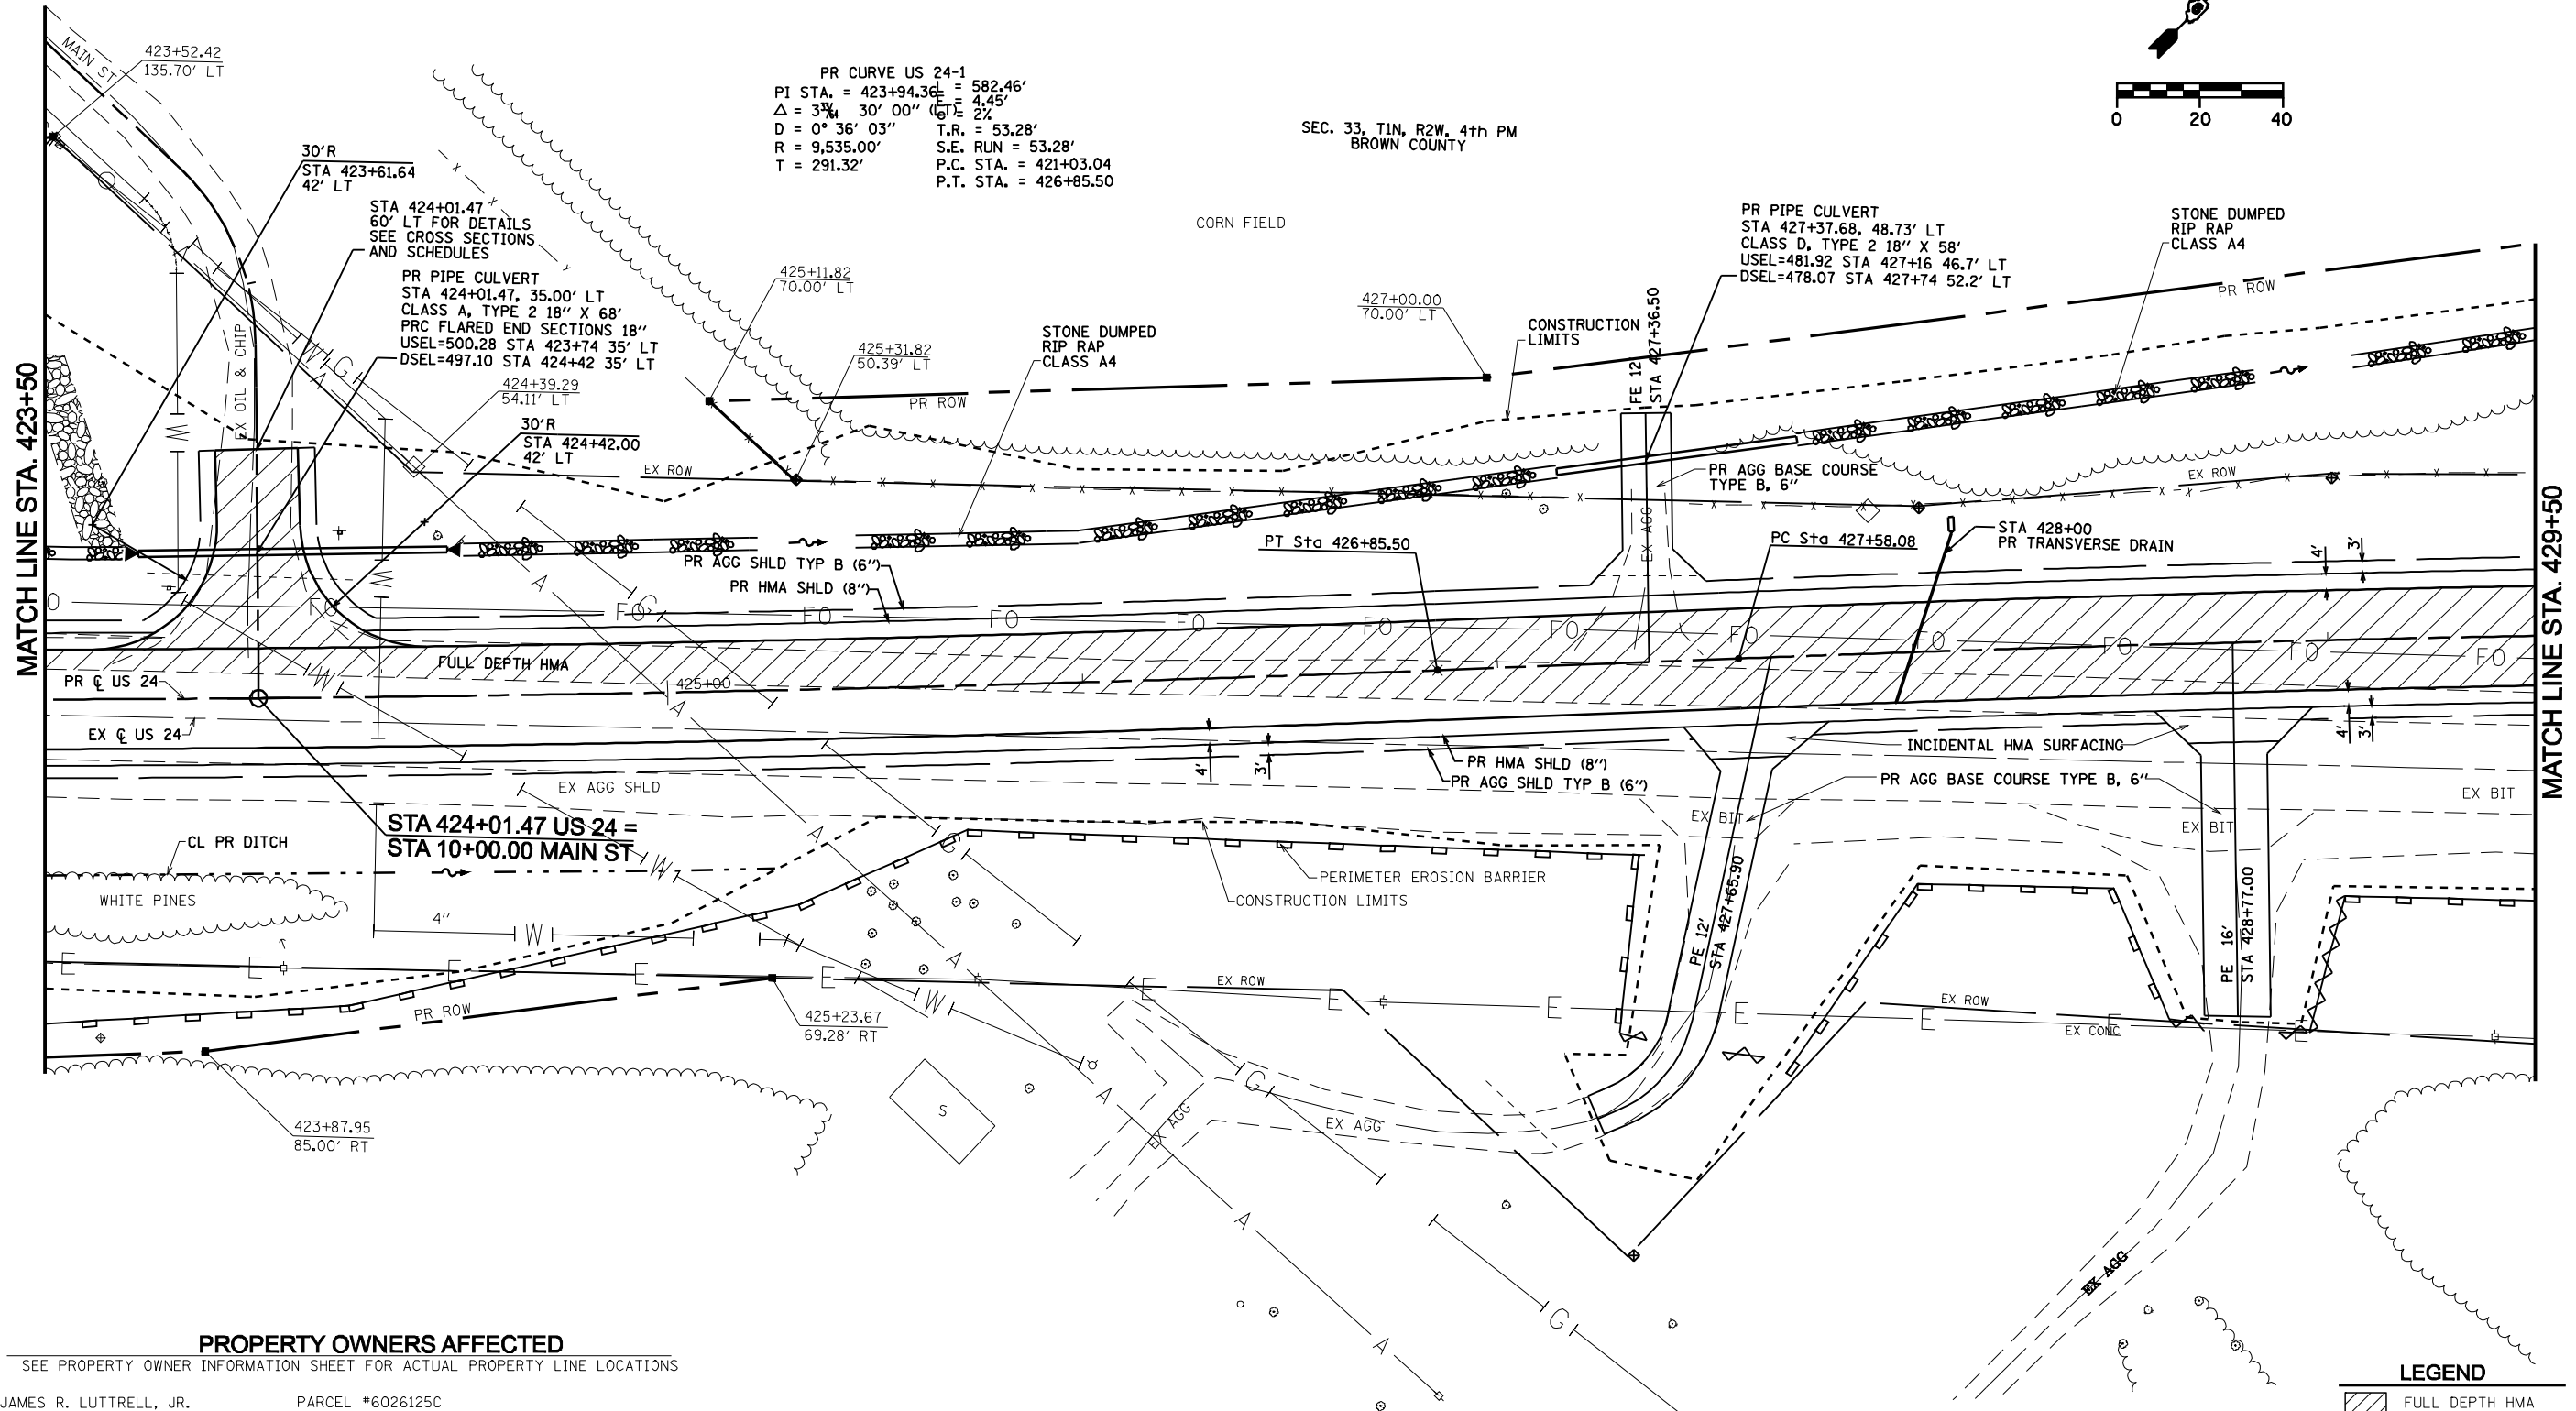 MAIN ST
423+52.42
135.70' LT
PR CURVE US 24-1
PI STA. = 423+94.36
D = 0° 36' 03"
R = 9,535.00'
T = 291.32'
= 582.46'
= 4.45'
= 2%
T.R. = 53.28'
S.E. RUN = 53.28'
P.C. STA. = 421+03.04
P.T. STA. = 426+85.50
SEC. 33, T1N, R2W, 4th PM
BROWN COUNTY
0 20 40
30'R
STA 423+61.64
42' LT
STA 424+01.47
60' LT FOR DETAILS
SEE CROSS SECTIONS
AND SCHEDULES
PR PIPE CULVERT
STA 424+01.47, 35.00' LT
CLASS A, TYPE 2 18" X 68'
PRC FLARED END SECTIONS 18"
USEL=500.28 STA 423+74 35' LT
DSEL=497.10 STA 424+42 35' LT
424+39.29
54.11' LT
30'R
STA 424+42.00
42' LT
CORN FIELD
425+11.82
70.00' LT
425+31.82
50.39' LT
STONE DUMPED
RIP RAP
CLASS A4
427+00.00
70.00' LT
CONSTRUCTION
LIMITS
PR PIPE CULVERT
STA 427+37.68, 48.73' LT
CLASS D, TYPE 2 18" X 58'
USEL=481.92 STA 427+16 46.7' LT
DSEL=478.07 STA 427+74 52.2' LT
STONE DUMPED
RIP RAP
CLASS A4
PR ROW
PR ROW
FE 12'
STA 427+36.50
EX OIL & CHIP
W
G
EX ROW
EX ROW
PR AGG BASE COURSE
TYPE B, 6"
EX AGG
MATCH LINE STA. 423+50
MATCH LINE STA. 429+50
W
W
A
PT Sta 426+85.50
PC Sta 427+58.08
STA 428+00
PR TRANSVERSE DRAIN
PR AGG SHLD TYP B (6")
PR HMA SHLD (8")
4'
3'
FO FO FO FO FO FO FO FO FO FO FO FO
FULL DEPTH HMA
PR ℄ US 24
425+00
W
A
EX ℄ US 24
INCIDENTAL HMA SURFACING
4'
3'
4'
3'
PR HMA SHLD (8")
PR AGG SHLD TYP B (6")
PR AGG BASE COURSE TYPE B, 6"
EX AGG SHLD
EX BIT
EX BIT
EX BIT
STA 424+01.47 US 24 =
STA 10+00.00 MAIN ST
CL PR DITCH
W
A
G
PERIMETER EROSION BARRIER
CONSTRUCTION LIMITS
WHITE PINES
4"
W
PE 12'
STA 427+65.90
PE 16'
STA 428+77.00
E E E E E E E E E E E E
A
W
EX ROW
EX ROW
EX CONC
PR ROW
425+23.67
69.28' RT
423+87.95
85.00' RT
S
A
G
EX AGG
EX AGG
A
EX AGG
G
A
PROPERTY OWNERS AFFECTED
SEE PROPERTY OWNER INFORMATION SHEET FOR ACTUAL PROPERTY LINE LOCATIONS
JAMES R. LUTTRELL, JR. PARCEL #6026125C
LEGEND
FULL DEPTH HMA